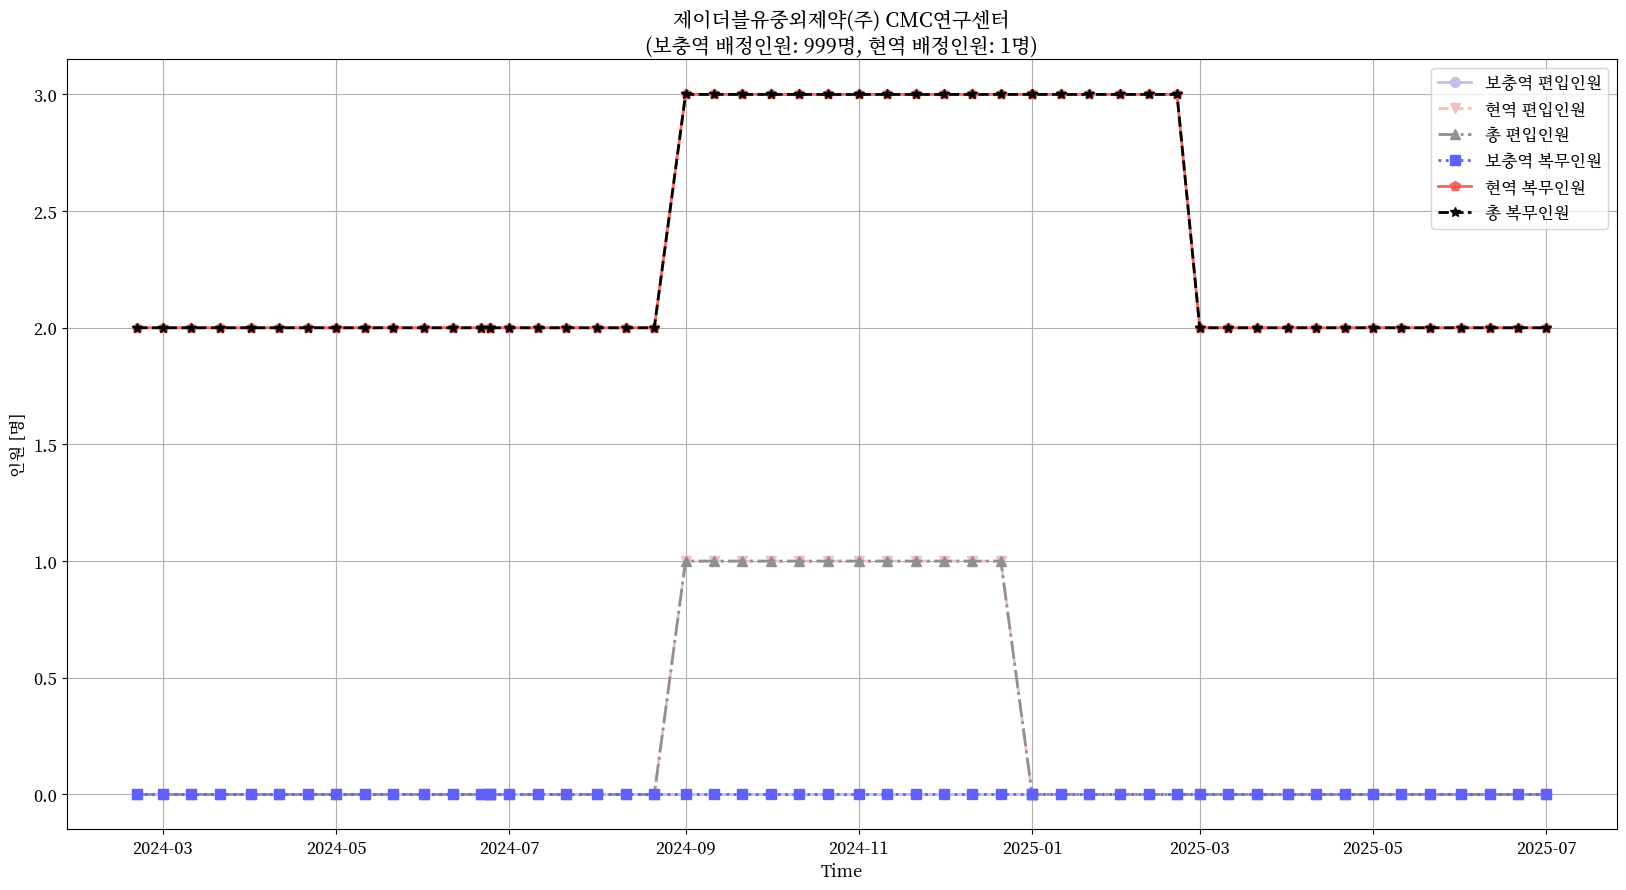 제이더블유중외제약(주) CMC연구센터
(보충역 배정인원: 999명, 현역 배정인원: 1명)
보충역 편입인원
현역 편입인원
총 편입인원
보충역 복무인원
현역 복무인원
총 복무인원
인원 [명]
3.0
2.5
2.0
1.5
1.0
0.5
0.0
2024-03 2024-05 2024-07 2024-09 2024-11 2025-01 2025-03 2025-05 2025-07
Time